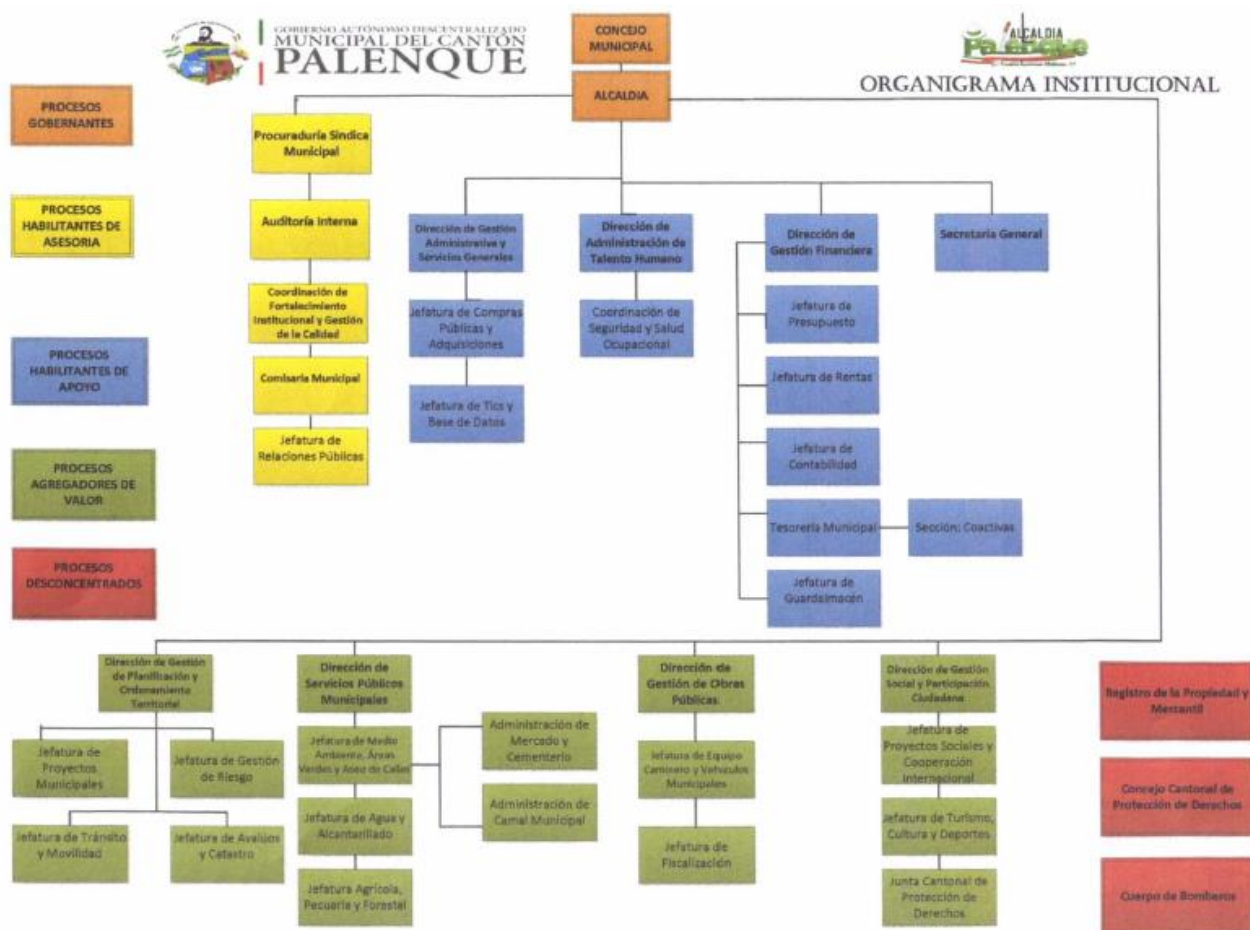 GOBIERNO AUTÓNOMO DESCENTRALIZADO
MUNICIPAL DEL CANTÓN
PALENQUE
CONCEJO
MUNICIPAL
ALCALDIA
Palenque
ORGANIGRAMA INSTITUCIONAL
ALCALDIA
PROCESOS
GOBERNANTES
PROCESOS
HABILITANTES DE
ASESORIA
PROCESOS
HABILITANTES DE
APOYO
PROCESOS
AGREGADORES DE
VALOR
PROCESOS
DESCONCENTRADOS
Procuraduría Síndica
Municipal
Auditoría Interna
Coordinación de
Fortalecimiento
Institucional y Gestión
de la Calidad
Comisaría Municipal
Jefatura de
Relaciones Públicas
Dirección de Gestión
Administrativa y
Servicios Generales
Jefatura de Compras
Públicas y
Adquisiciones
Jefatura de Tics y
Base de Datos
Dirección de
Administración de
Talento Humano
Coordinación de
Seguridad y Salud
Ocupacional
Dirección de
Gestión Financiera
Jefatura de
Presupuesto
Jefatura de Rentas
Jefatura de
Contabilidad
Tesorería Municipal
Sección: Coactivas
Jefatura de
Guardalmacén
Secretaría General
Dirección de Gestión
de Planificación y
Ordenamiento
Territorial
Jefatura de
Proyectos
Municipales
Jefatura de Gestión
de Riesgo
Jefatura de Tránsito
y Movilidad
Jefatura de Avalúos
y Catastro
Dirección de
Servicios Públicos
Municipales
Jefatura de Medio
Ambiente, Áreas
Verdes y Aseo de Calles
Jefatura de Agua y
Alcantarillado
Jefatura Agrícola,
Pecuaria y Forestal
Administración de
Mercado y
Cementerio
Administración de
Camal Municipal
Dirección de
Gestión de Obras
Públicas.
Jefatura de Equipo
Caminero y Vehículos
Municipales
Jefatura de
Fiscalización
Dirección de Gestión
Social y Participación
Ciudadana
Jefatura de
Proyectos Sociales y
Cooperación
Internacional
Jefatura de Turismo,
Cultura y Deportes
Junta Cantonal de
Protección de
Derechos
Registro de la Propiedad y
Mercantil
Concejo Cantonal de
Protección de Derechos
Cuerpo de Bomberos